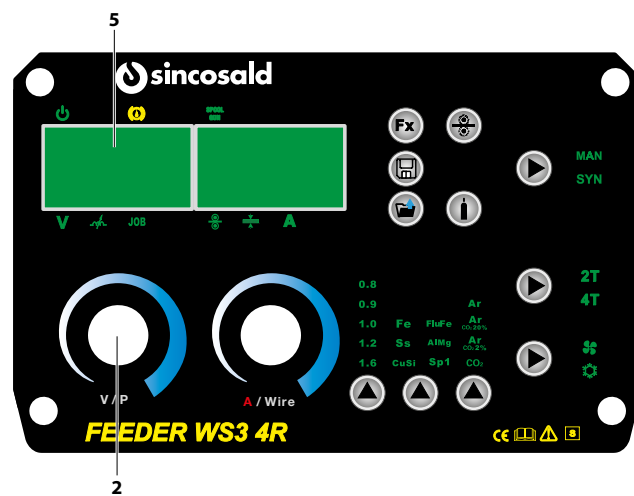 5
sincosald
SPOOL
GUN
V
JOB
A
Fx
MAN
SYN
2T
4T
0.8
0.9
1.0
1.2
1.6
Fe
Ss
CuSi
FluFe
AlMg
Sp1
Ar
Ar
CO2 20%
Ar
CO2 2%
CO2
V / P
A / Wire
FEEDER WS3 4R
CE
S
2